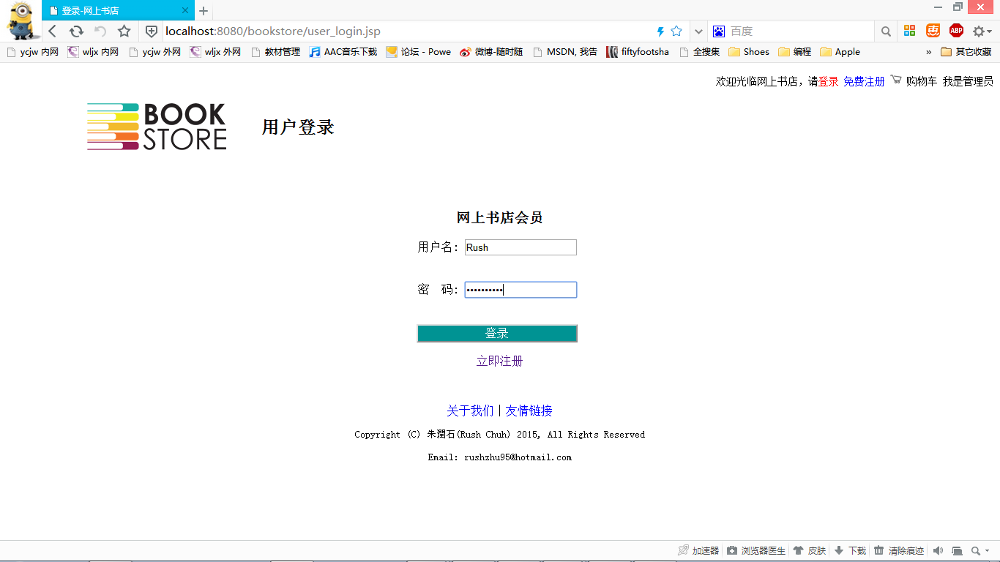 登录-网上书店
localhost:8080/bookstore/user_login.jsp 百度 惠 ABP
ycjw 内网 wljx 内网 ycjw 外网 wljx 外网 教材管理 AAC音乐下载 论坛 - Powe 微博-随时随 MSDN, 我告 fiftyfootsha 全搜集 Shoes 编程 Apple » 其它收藏
欢迎光临网上书店，请登录 免费注册 购物车 我是管理员
BOOK
STORE
用户登录
网上书店会员
用户名: Rush
密 码: ••••••••••
登录
立即注册
关于我们 | 友情链接
Copyright (C) 朱潤石(Rush Chuh) 2015, All Rights Reserved
Email: rushzhu95@hotmail.com
加速器 浏览器医生 皮肤 下载 清除痕迹